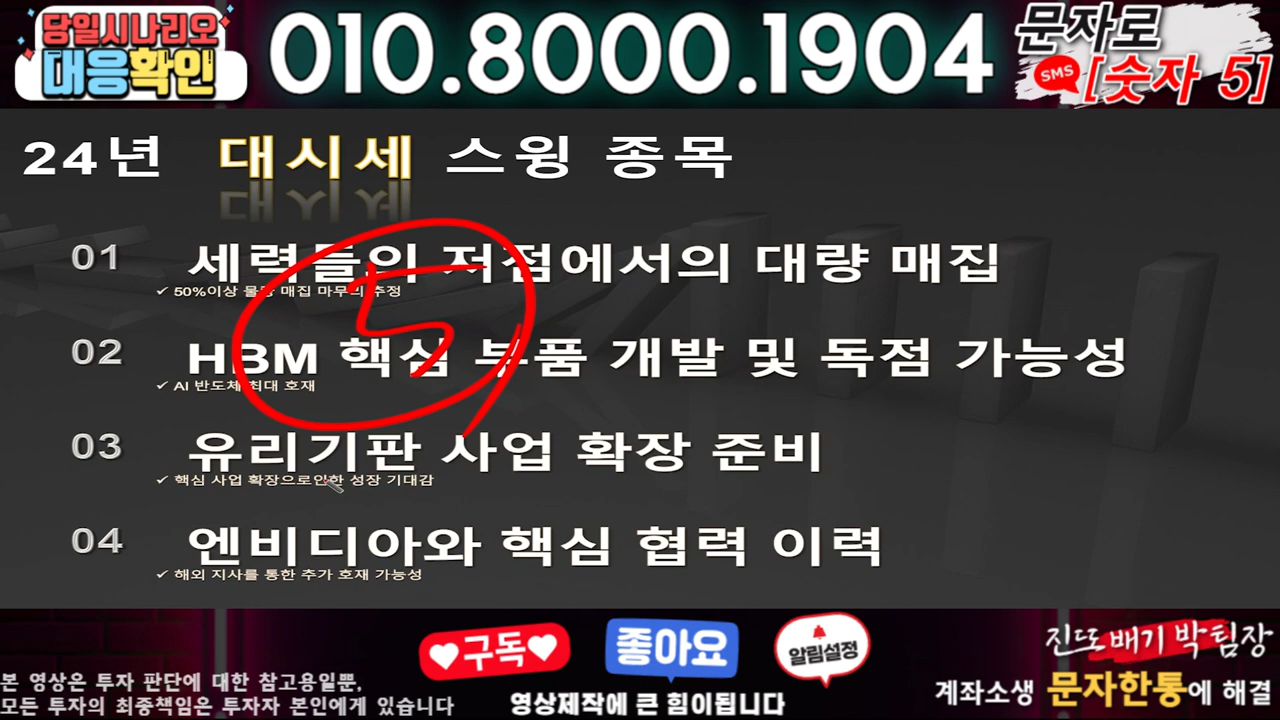 당일시나리오
대응확인
010.8000.1904
문자로
SMS
[숫자 5]
24년 대시세 스윙 종목
01 세력들의 저점에서의 대량 매집
✓ 50%이상 물량 매집 마무리 추정
5
02 HBM 핵심 부품 개발 및 독점 가능성
✓ AI 반도체 최대 호재
03 유리기판 사업 확장 준비
✓ 핵심 사업 확장으로인한 성장 기대감
04 엔비디아와 핵심 협력 이력
✓ 해외 지사를 통한 추가 호재 가능성
구독
좋아요
알림설정
영상제작에 큰 힘이됩니다
본 영상은 투자 판단에 대한 참고용일뿐,
모든 투자의 최종책임은 투자자 본인에게 있습니다
진또배기 박팀장
계좌소생 문자한통에 해결